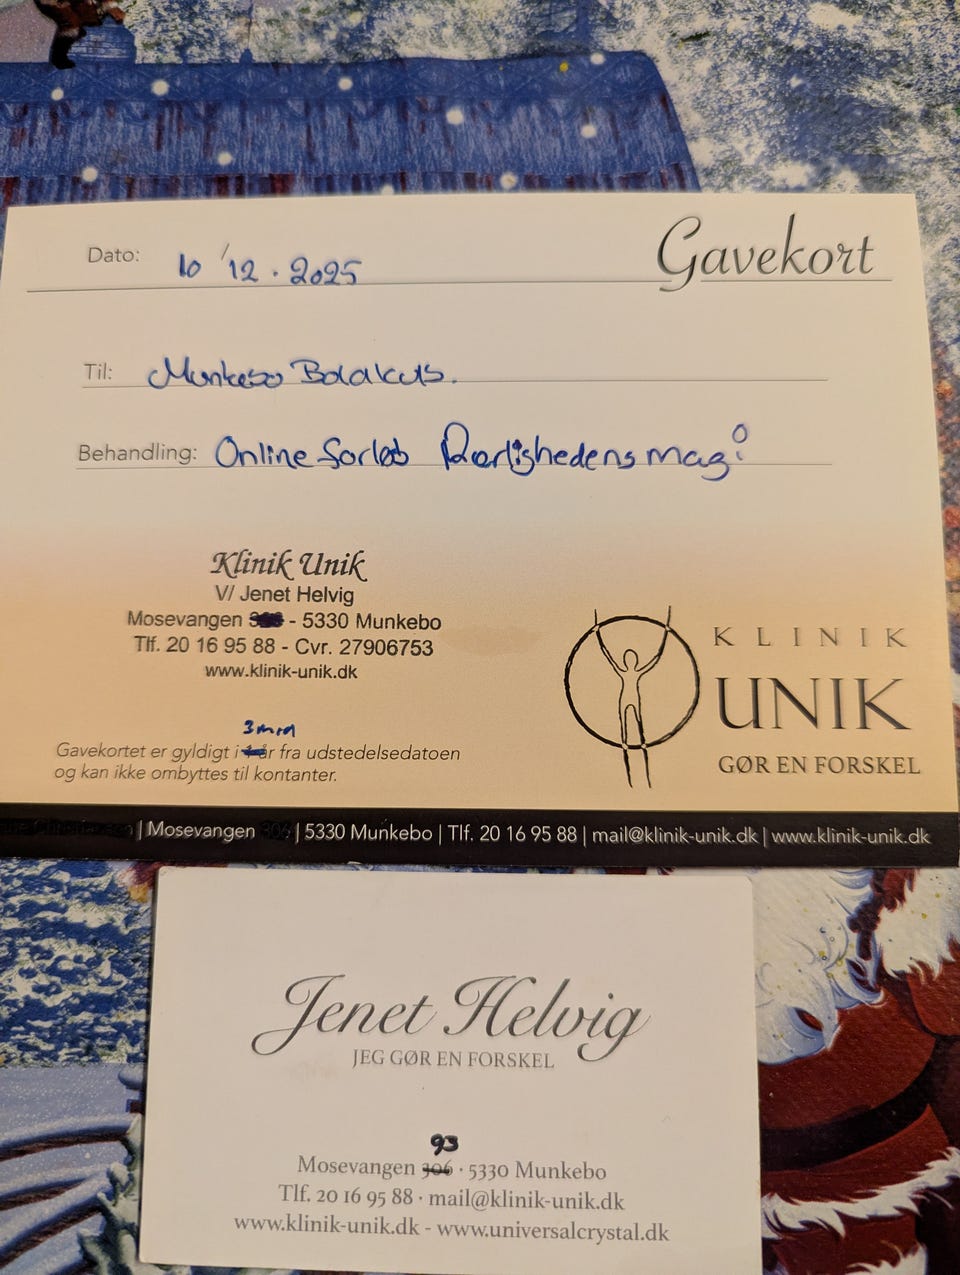 Gavekort
Dato: 10/12.2025
Til: Munkebo
Behandling: Online forløb Kærlighedens magi
Klinik Unik
V/ Jenet Helvig
Mosevangen - 5330 Munkebo
Tlf. 20 16 95 88 - Cvr. 27906753
www.klinik-unik.dk
3 mrd
Gavekortet er gyldigt i 1 år fra udstedelsedatoen
og kan ikke ombyttes til kontanter.
KLINIK
UNIK
GØR EN FORSKEL
| Mosevangen 306 | 5330 Munkebo | Tlf. 20 16 95 88 | mail@klinik-unik.dk | www.klinik-unik.dk
Jenet Helvig
JEG GØR EN FORSKEL
93
Mosevangen 306 · 5330 Munkebo
Tlf. 20 16 95 88 · mail@klinik-unik.dk
www.klinik-unik.dk - www.universalcrystal.dk